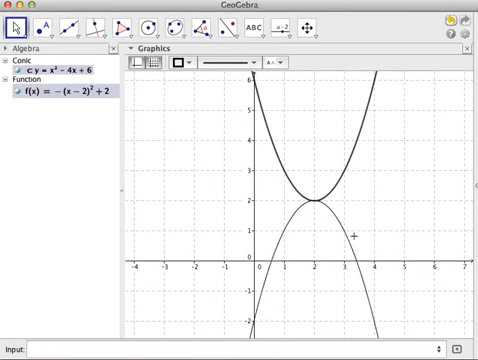 GeoGebra
A
ABC
a=2
Algebra
Graphics
Conic
c: y = x² − 4x + 6
Function
f(x) = −(x − 2)² + 2
6
5
4
3
2
1
0
-1
-2
-4 -3 -2 -1 0 1 2 3 4 5 6 7
Input: